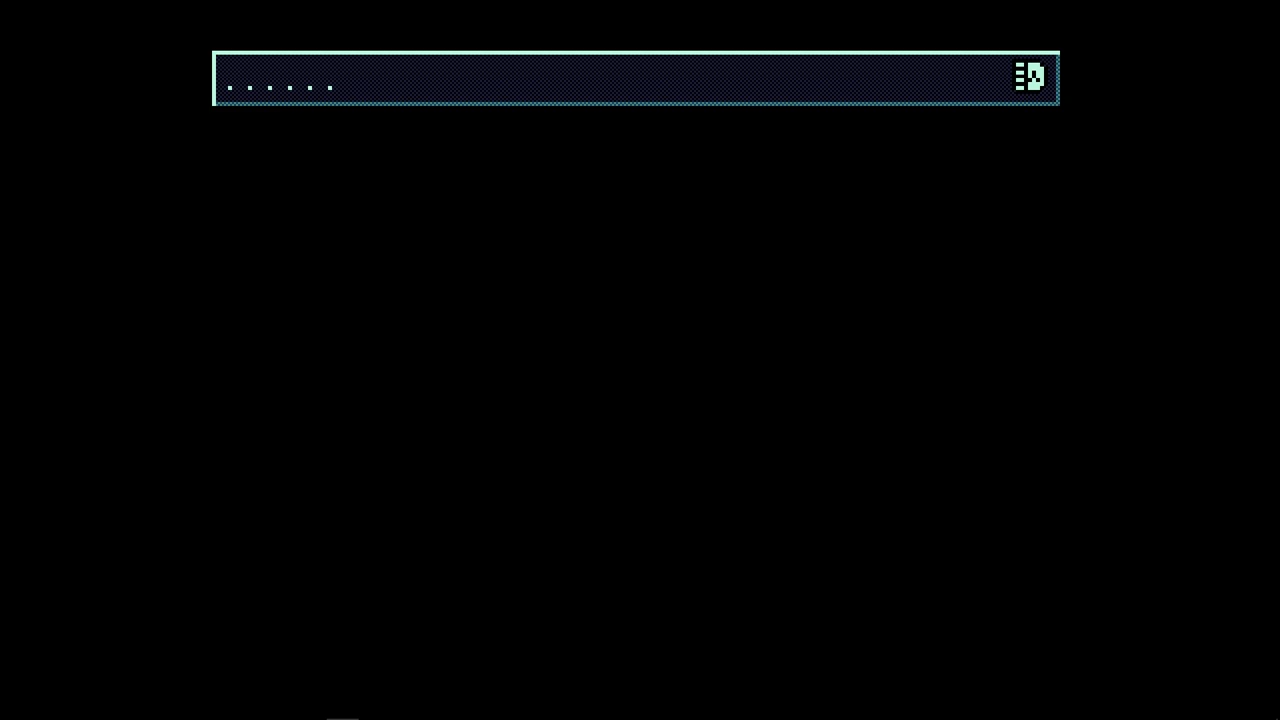 . . . . . .